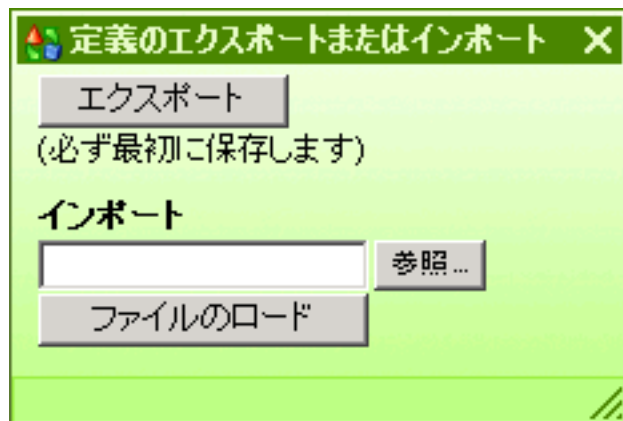 定義のエクスポートまたはインポート
エクスポート
(必ず最初に保存します)
インポート
参照...
ファイルのロード